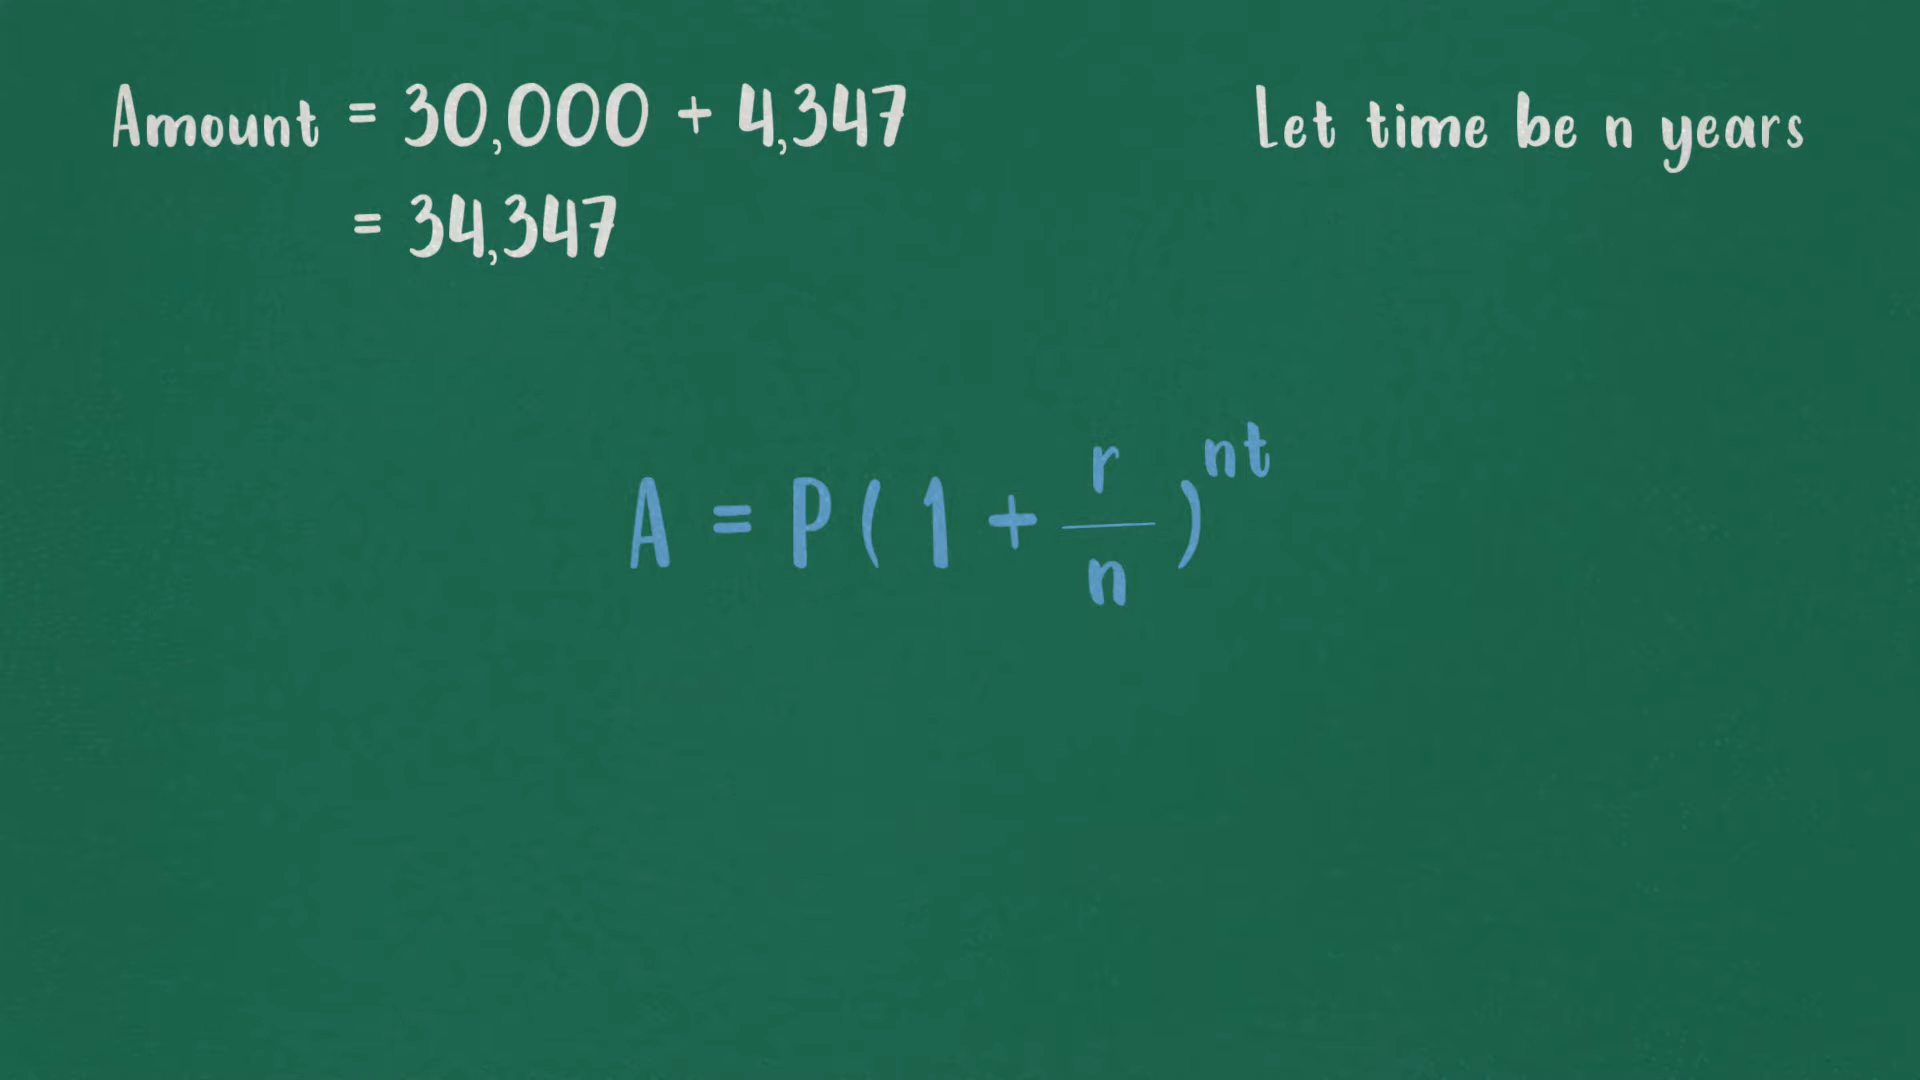 Amount = 30,000 + 4,347
Let time be n years
= 34,347
A = P( 1 + r/n )^nt